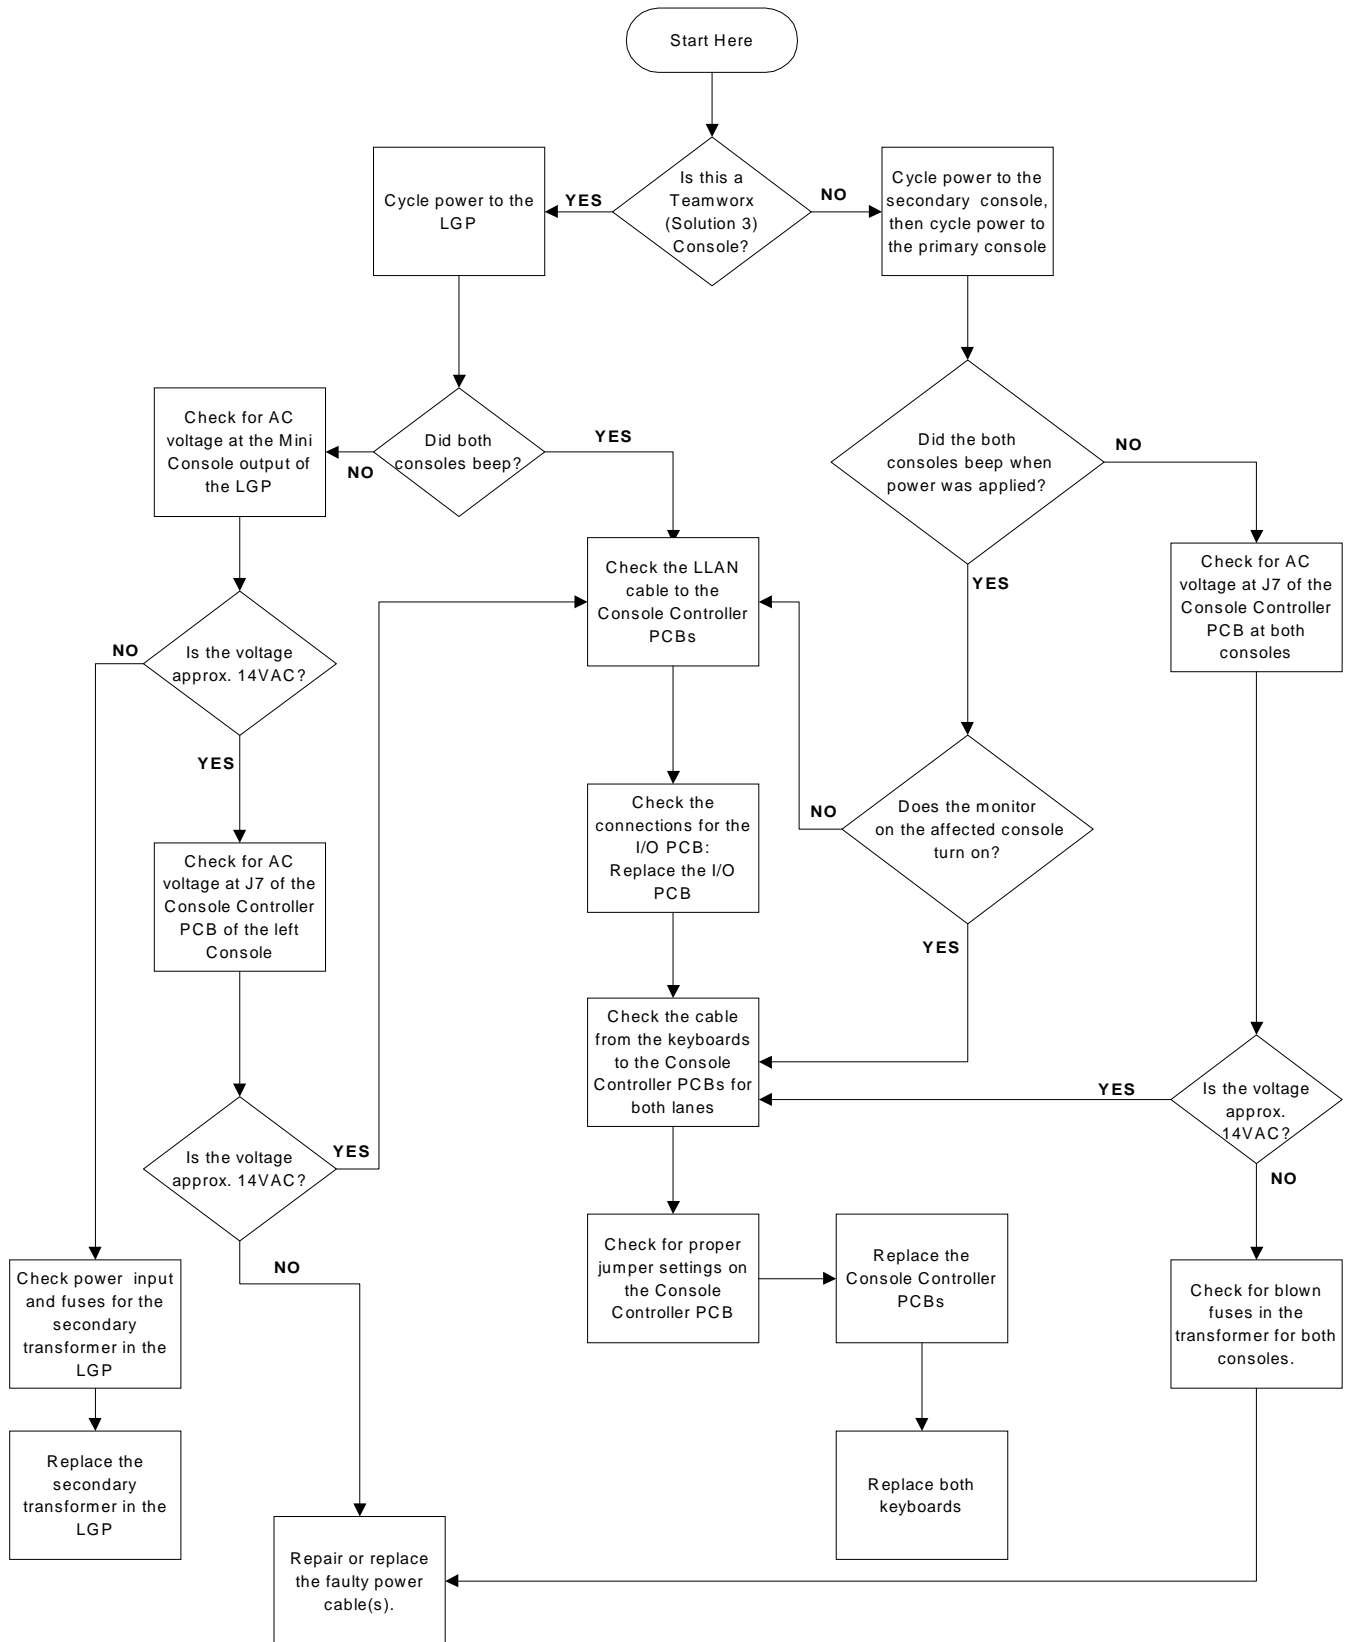 Start Here
Cycle power to the
LGP
YES
Is this a
Teamworx
(Solution 3)
Console?
NO
Cycle power to the
secondary console,
then cycle power to
the primary console
Check for AC
voltage at the Mini
Console output of
the LGP
NO
Did both
consoles beep?
YES
Did the both
consoles beep when
power was applied?
NO
YES
Check the LLAN
cable to the
Console Controller
PCBs
Check for AC
voltage at J7 of the
Console Controller
PCB at both
consoles
NO
Is the voltage
approx. 14VAC?
YES
Check the
connections for the
I/O PCB:
Replace the I/O
PCB
NO
Does the monitor
on the affected console
turn on?
YES
Check for AC
voltage at J7 of the
Console Controller
PCB of the left
Console
Check the cable
from the keyboards
to the Console
Controller PCBs for
both lanes
YES
Is the voltage
approx.
14VAC?
NO
Is the voltage
approx. 14VAC?
YES
NO
Check power input
and fuses for the
secondary
transformer in the
LGP
Check for proper
jumper settings on
the Console
Controller PCB
Replace the
Console Controller
PCBs
Check for blown
fuses in the
transformer for both
consoles.
Replace the
secondary
transformer in the
LGP
Replace both
keyboards
Repair or replace
the faulty power
cable(s).